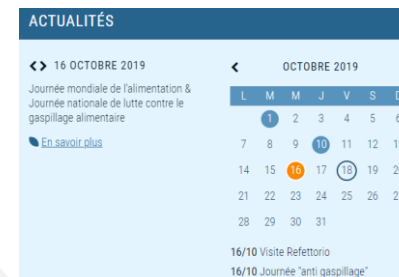 ACTUALITÉS
16 OCTOBRE 2019
Journée mondiale de l'alimentation &
Journée nationale de lutte contre le
gaspillage alimentaire
En savoir plus
OCTOBRE 2019
L M M J V S D
1 2 3 4 5 6
7 8 9 10 11 12
14 15 16 17 18 19
21 22 23 24 25 26
28 29 30 31
16/10 Visite Refettorio
16/10 Journée "anti gaspillage"